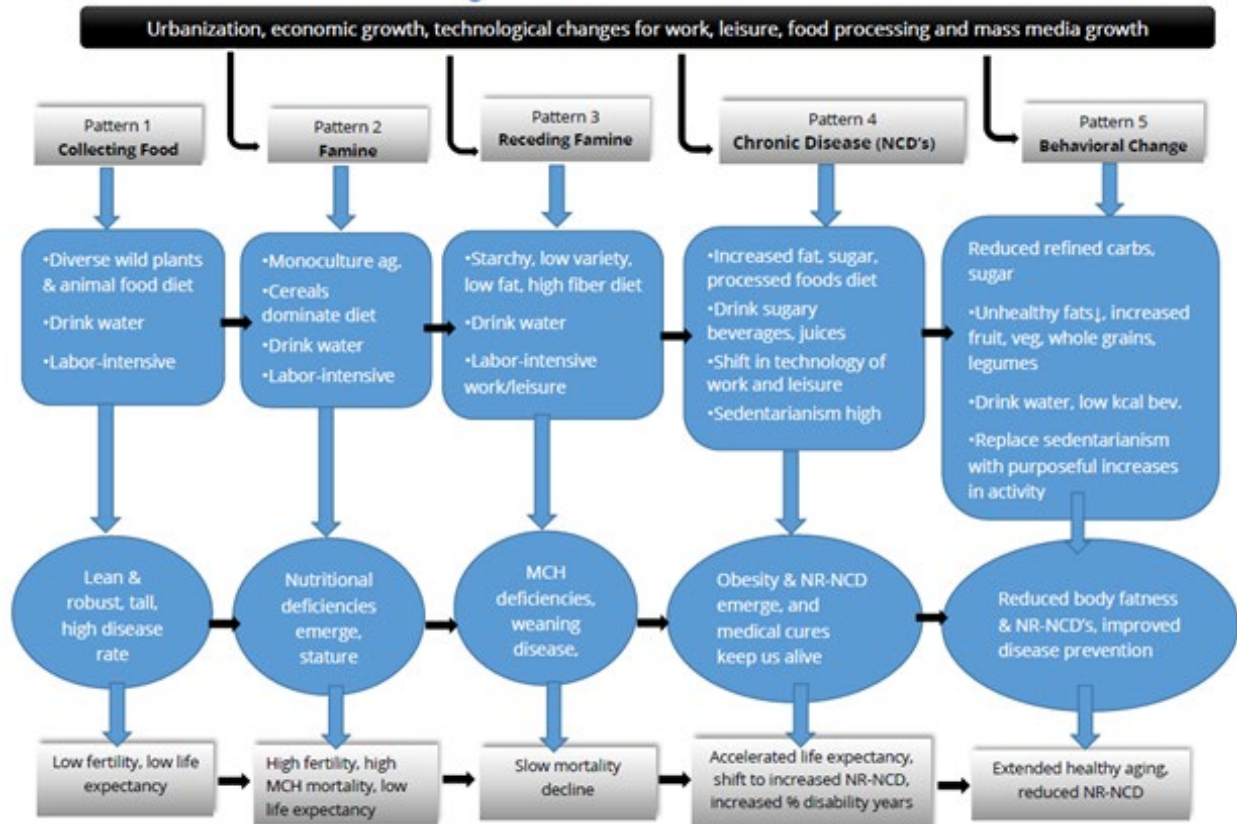 Urbanization, economic growth, technological changes for work, leisure, food processing and mass media growth
Pattern 1
Collecting Food
Pattern 2
Famine
Pattern 3
Receding Famine
Pattern 4
Chronic Disease (NCD's)
Pattern 5
Behavioral Change
•Diverse wild plants
& animal food diet
•Drink water
•Labor-intensive
•Monoculture ag.
•Cereals
dominate diet
•Drink water
•Labor-intensive
•Starchy, low variety,
low fat, high fiber diet
•Drink water
•Labor-intensive
work/leisure
•Increased fat, sugar,
processed foods diet
•Drink sugary
beverages, juices
•Shift in technology of
work and leisure
•Sedentarianism high
Reduced refined carbs,
sugar
•Unhealthy fats↓, increased
fruit, veg, whole grains,
legumes
•Drink water, low kcal bev.
•Replace sedentarianism
with purposeful increases
in activity
Lean &
robust, tall,
high disease
rate
Nutritional
deficiencies
emerge,
stature
MCH
deficiencies,
weaning
disease,
Obesity & NR-NCD
emerge, and
medical cures
keep us alive
Reduced body fatness
& NR-NCD's, improved
disease prevention
Low fertility, low life
expectancy
High fertility, high
MCH mortality, low
life expectancy
Slow mortality
decline
Accelerated life expectancy,
shift to increased NR-NCD,
increased % disability years
Extended healthy aging,
reduced NR-NCD